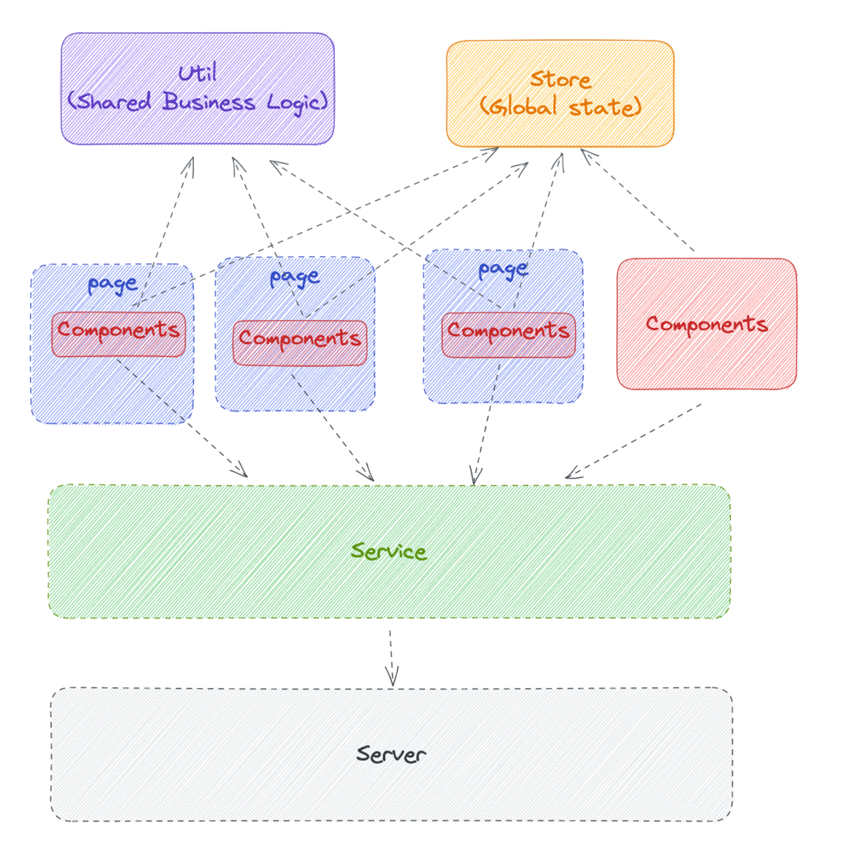 Util
(Shared Business Logic)
Store
(Global state)
page
page
page
Components
Components
Components
Components
Service
Server